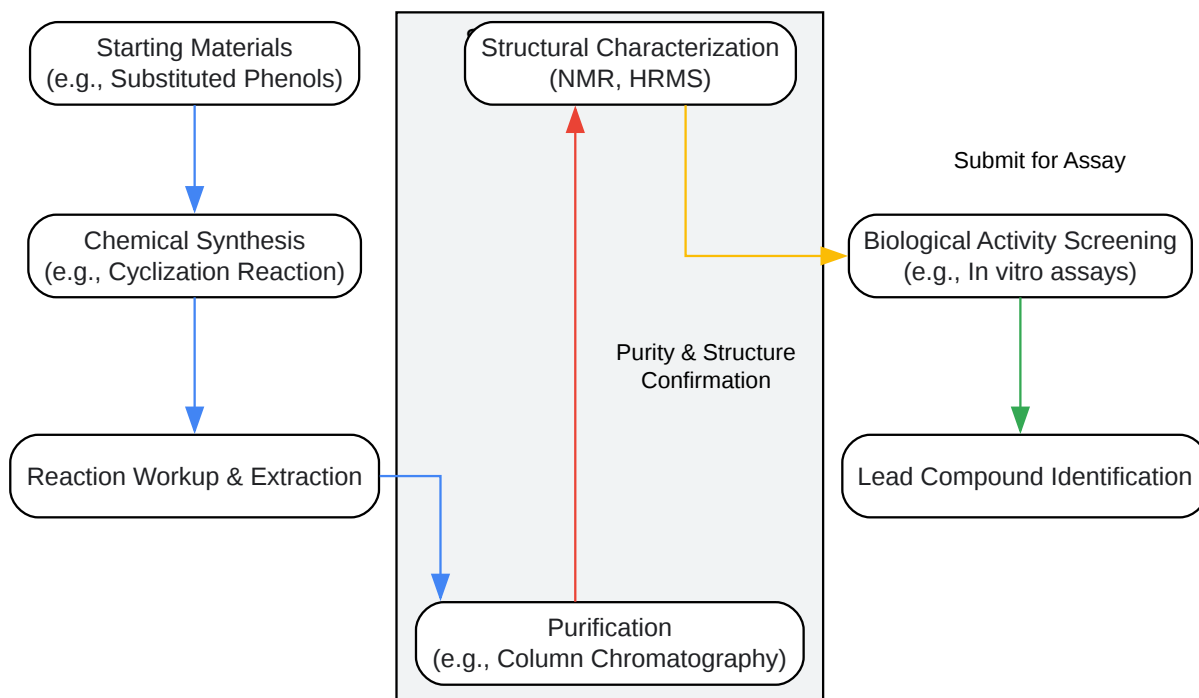 Starting Materials
(e.g., Substituted Phenols)
Chemical Synthesis
(e.g., Cyclization Reaction)
Reaction Workup & Extraction
Structural Characterization
(NMR, HRMS)
Purity & Structure
Confirmation
Purification
(e.g., Column Chromatography)
Submit for Assay
Biological Activity Screening
(e.g., In vitro assays)
Lead Compound Identification